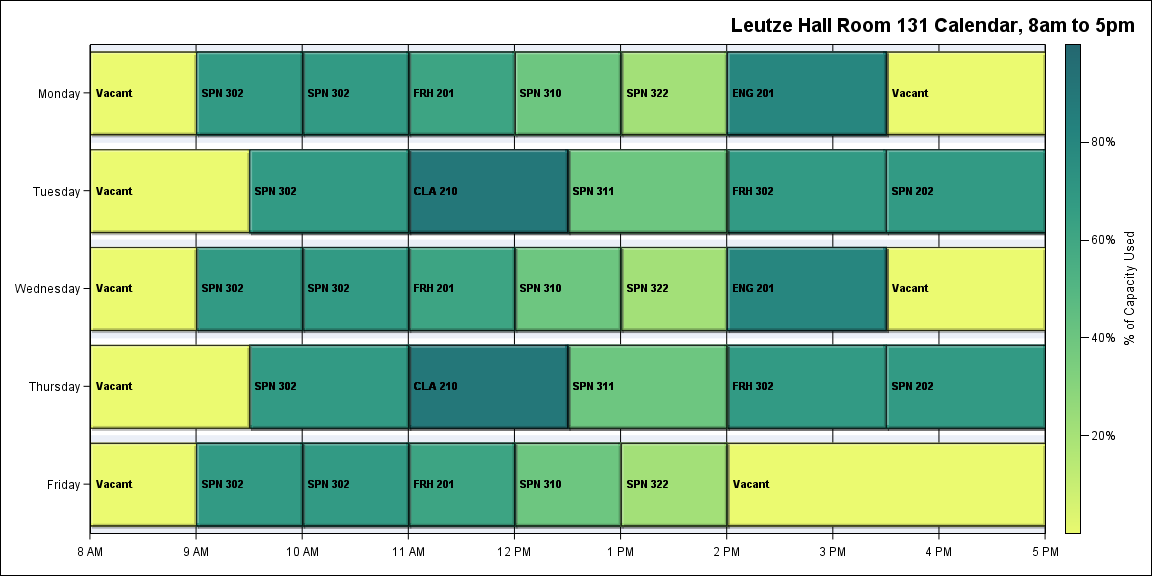 Leutze Hall Room 131 Calendar, 8am to 5pm
Monday
Vacant
SPN 302
SPN 302
FRH 201
SPN 310
SPN 322
ENG 201
Vacant
Tuesday
Vacant
SPN 302
CLA 210
SPN 311
FRH 302
SPN 202
Wednesday
Vacant
SPN 302
SPN 302
FRH 201
SPN 310
SPN 322
ENG 201
Vacant
Thursday
Vacant
SPN 302
CLA 210
SPN 311
FRH 302
SPN 202
Friday
Vacant
SPN 302
SPN 302
FRH 201
SPN 310
SPN 322
Vacant
8 AM
9 AM
10 AM
11 AM
12 PM
1 PM
2 PM
3 PM
4 PM
5 PM
80%
60%
40%
20%
% of Capacity Used